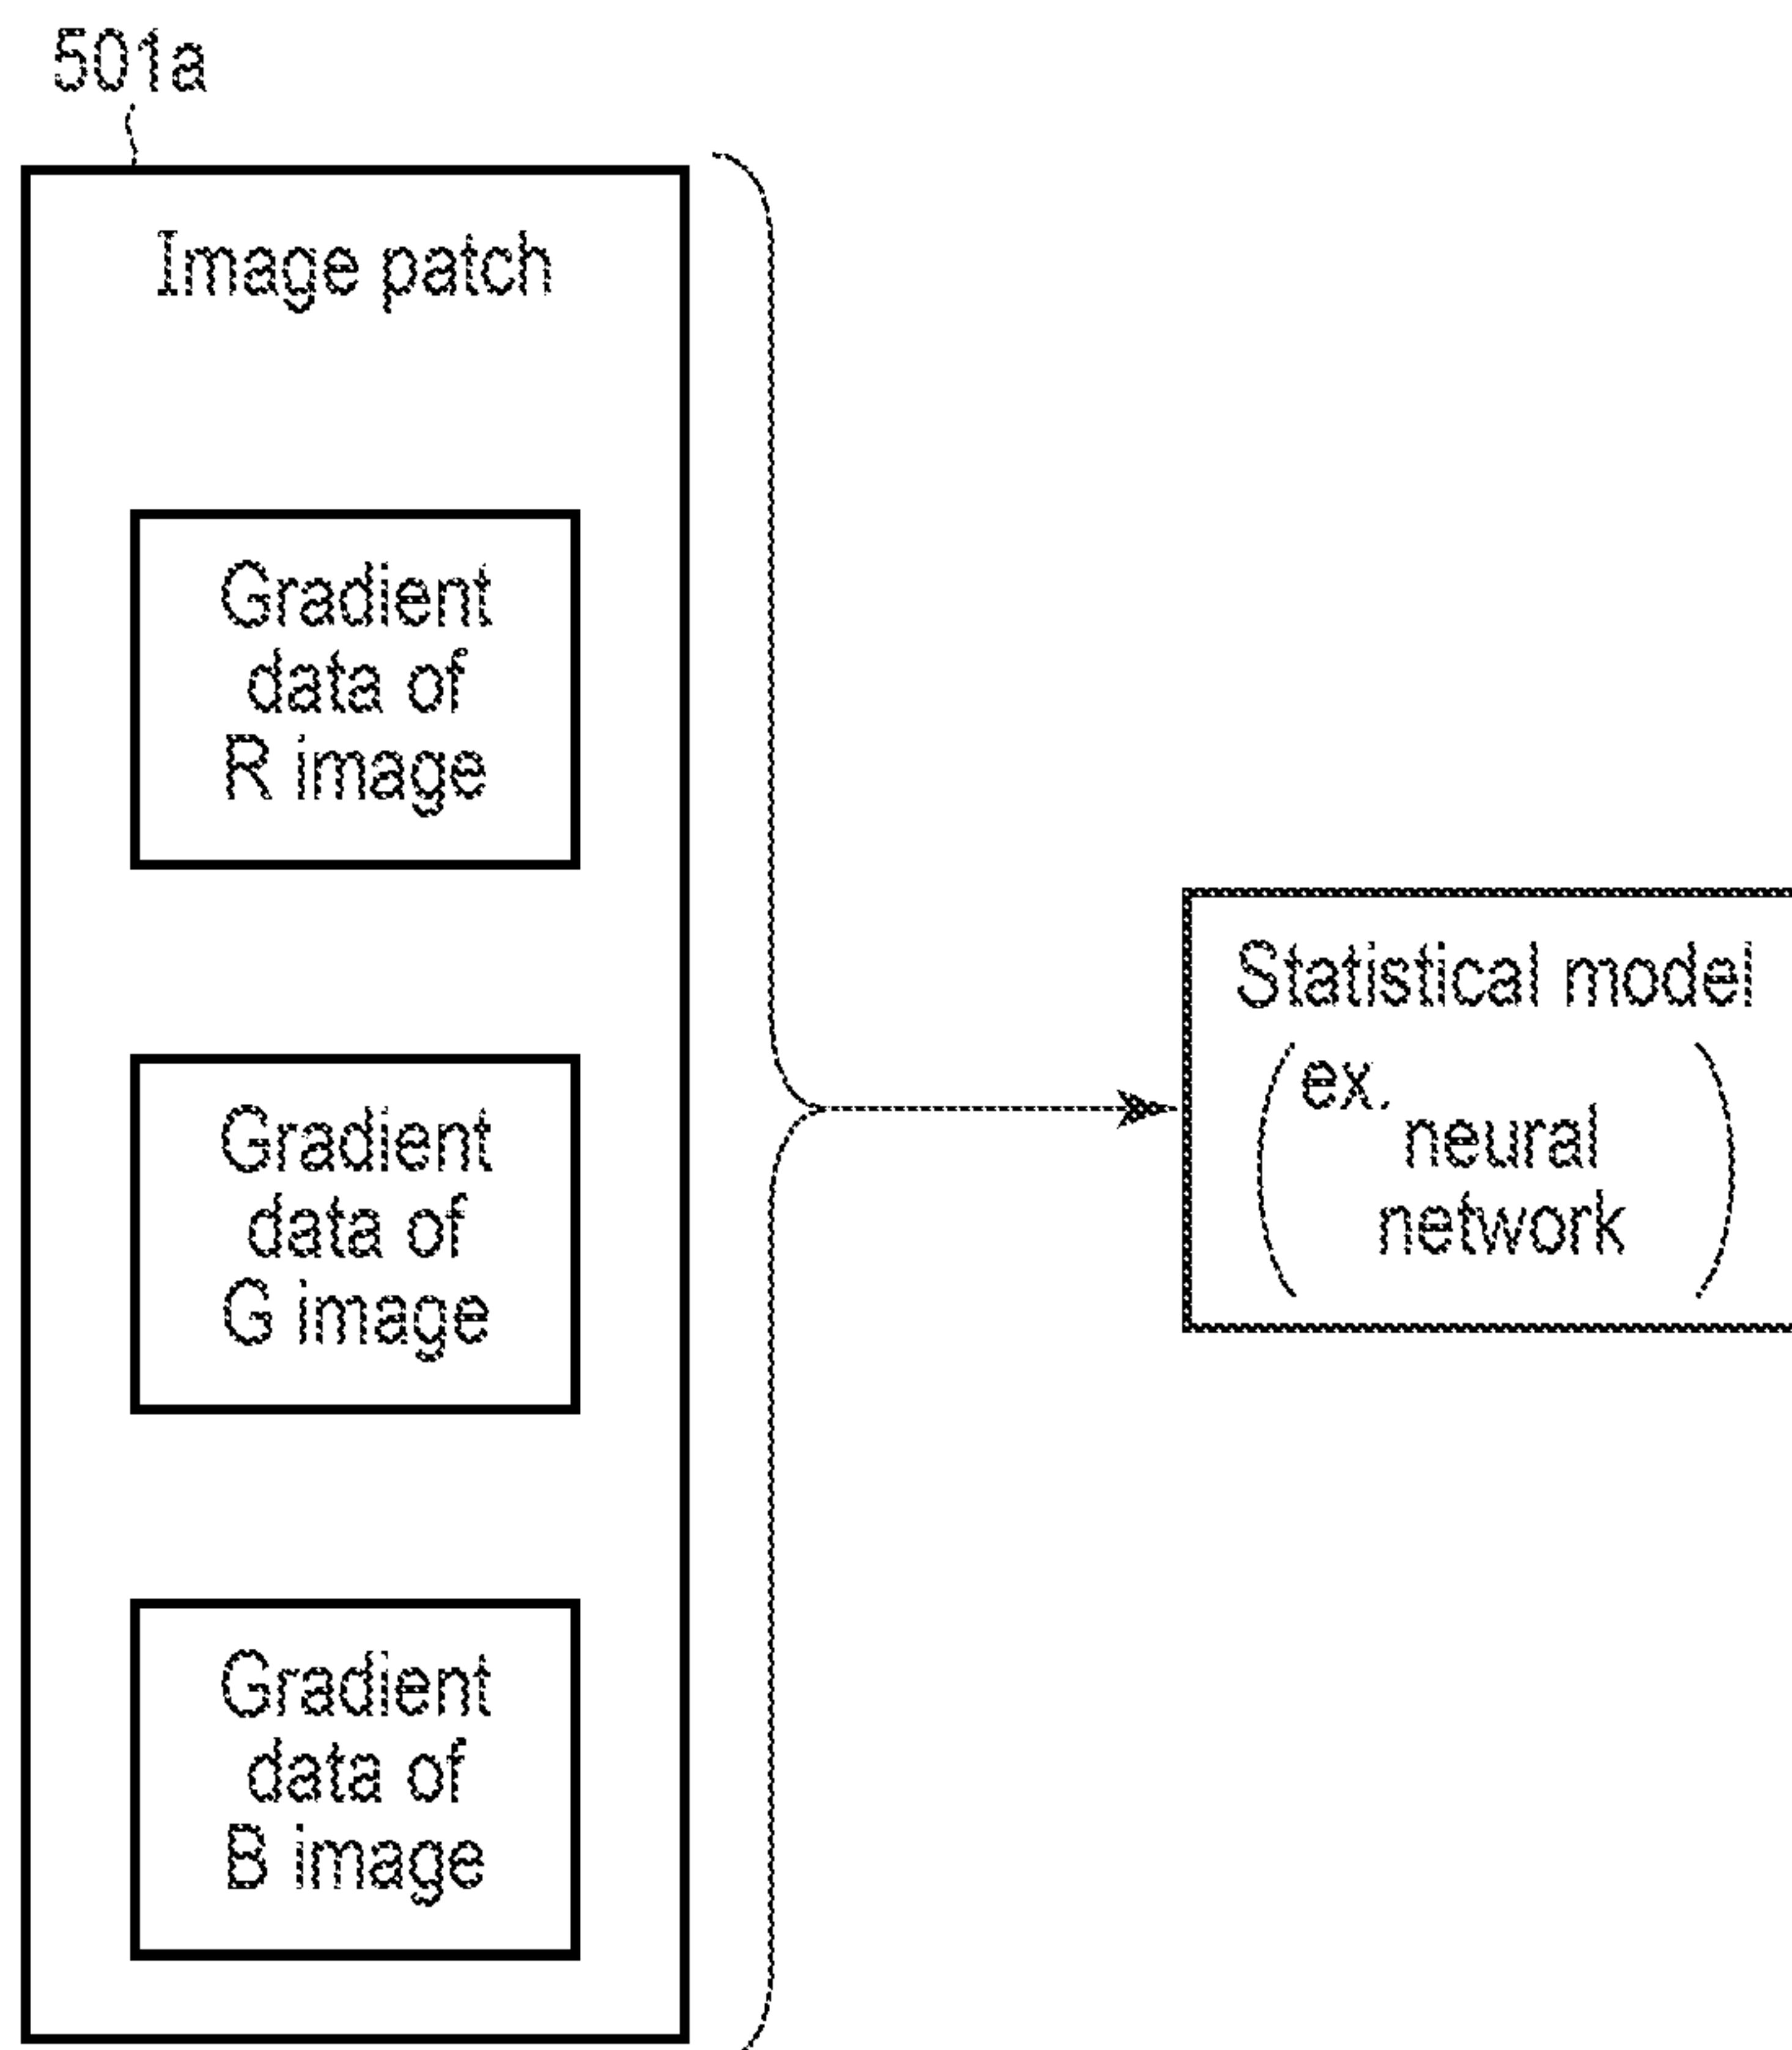 501a
Image patch
Gradient
data of
R image
Gradient
data of
G image
Gradient
data of
B image
Statistical model
(ex.
neural
network)